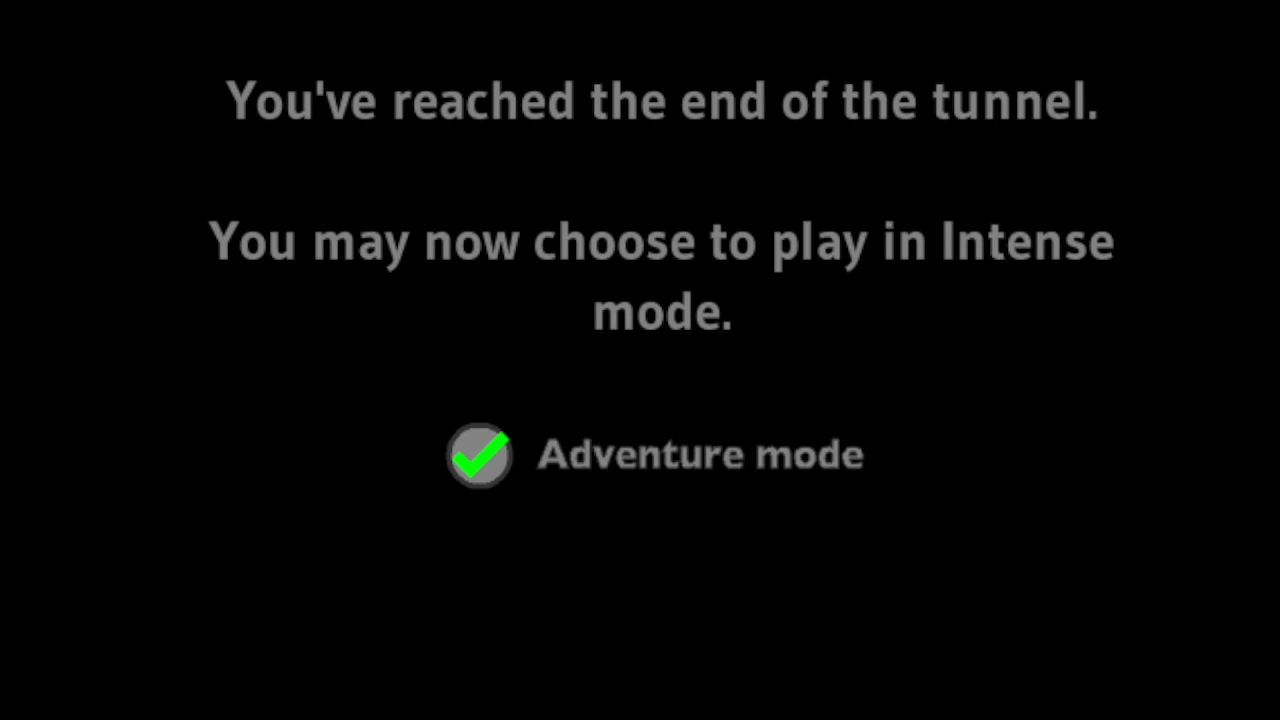 You've reached the end of the tunnel.
You may now choose to play in Intense
mode.
Adventure mode